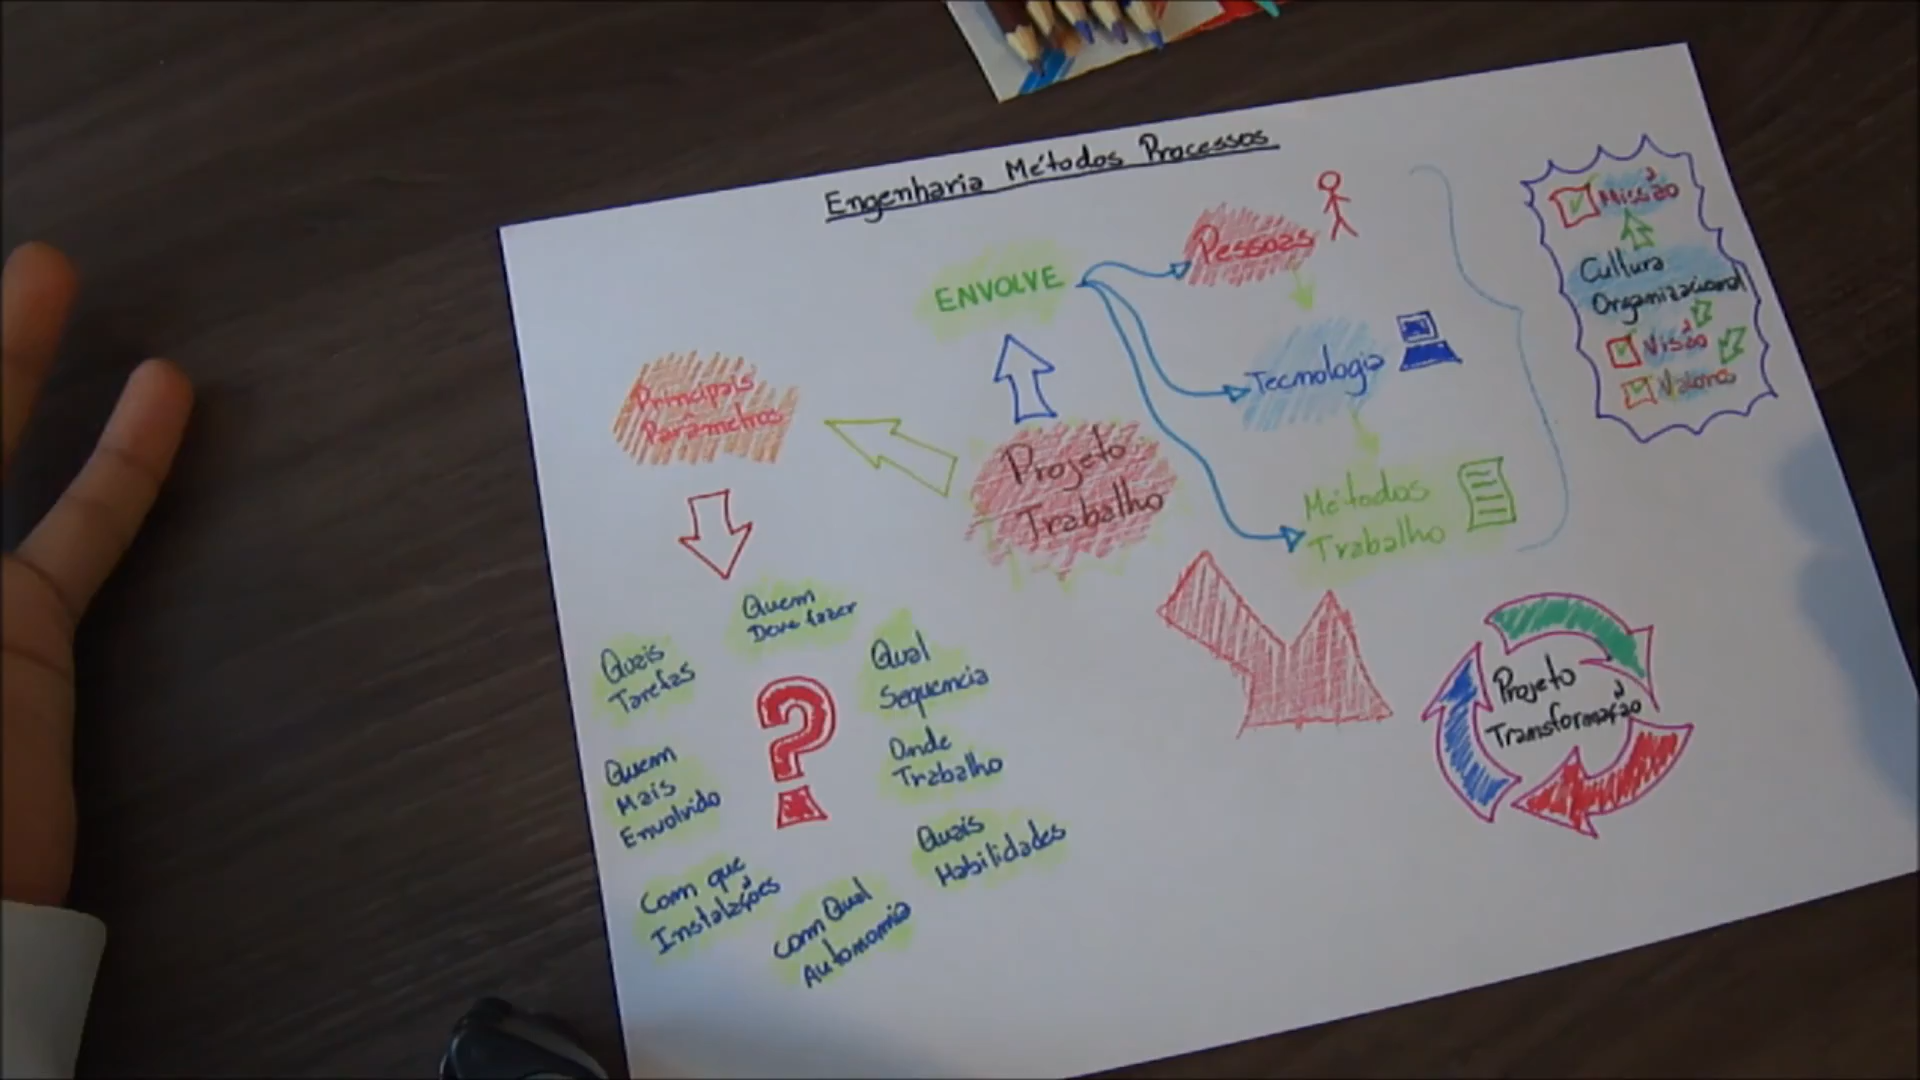 Engenharia Métodos Processos
ENVOLVE
Pessoas
Tecnologia
Métodos
Trabalho
Missão
Cultura
Organizacional
Visão
Valores
Principais
Parâmetros
Projeto
Trabalho
Quem
Deve fazer
Quais
Tarefas
Qual
Sequencia
?
Quem
Mais
Envolvido
Onde
Trabalho
Quais
Habilidades
Com que
Instalações
Com Qual
Autonomia
Projeto
Transformação